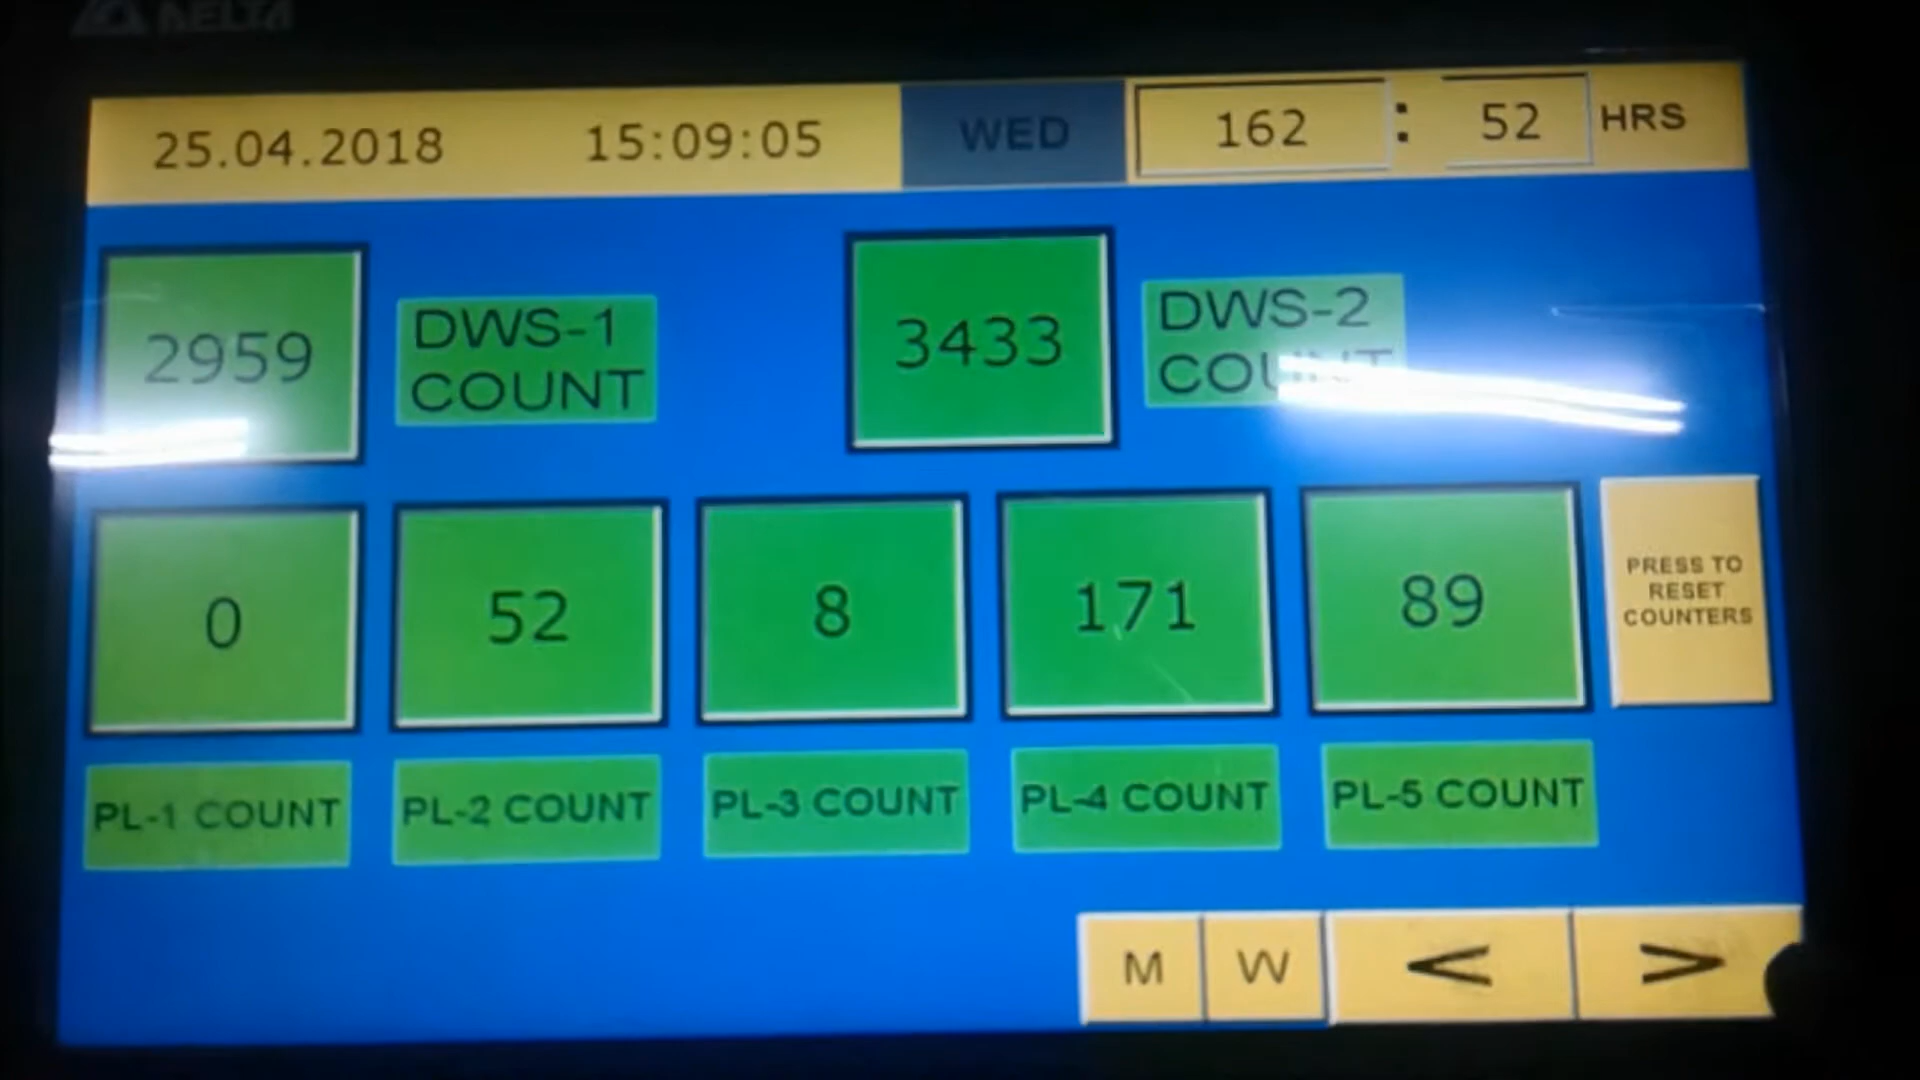 DELTA
25.04.2018 15:09:05 WED 162 : 52 HRS
2959 DWS-1 COUNT
3433 DWS-2 COUNT
0 52 8 171 89
PRESS TO
RESET
COUNTERS
PL-1 COUNT PL-2 COUNT PL-3 COUNT PL-4 COUNT PL-5 COUNT
M W < >